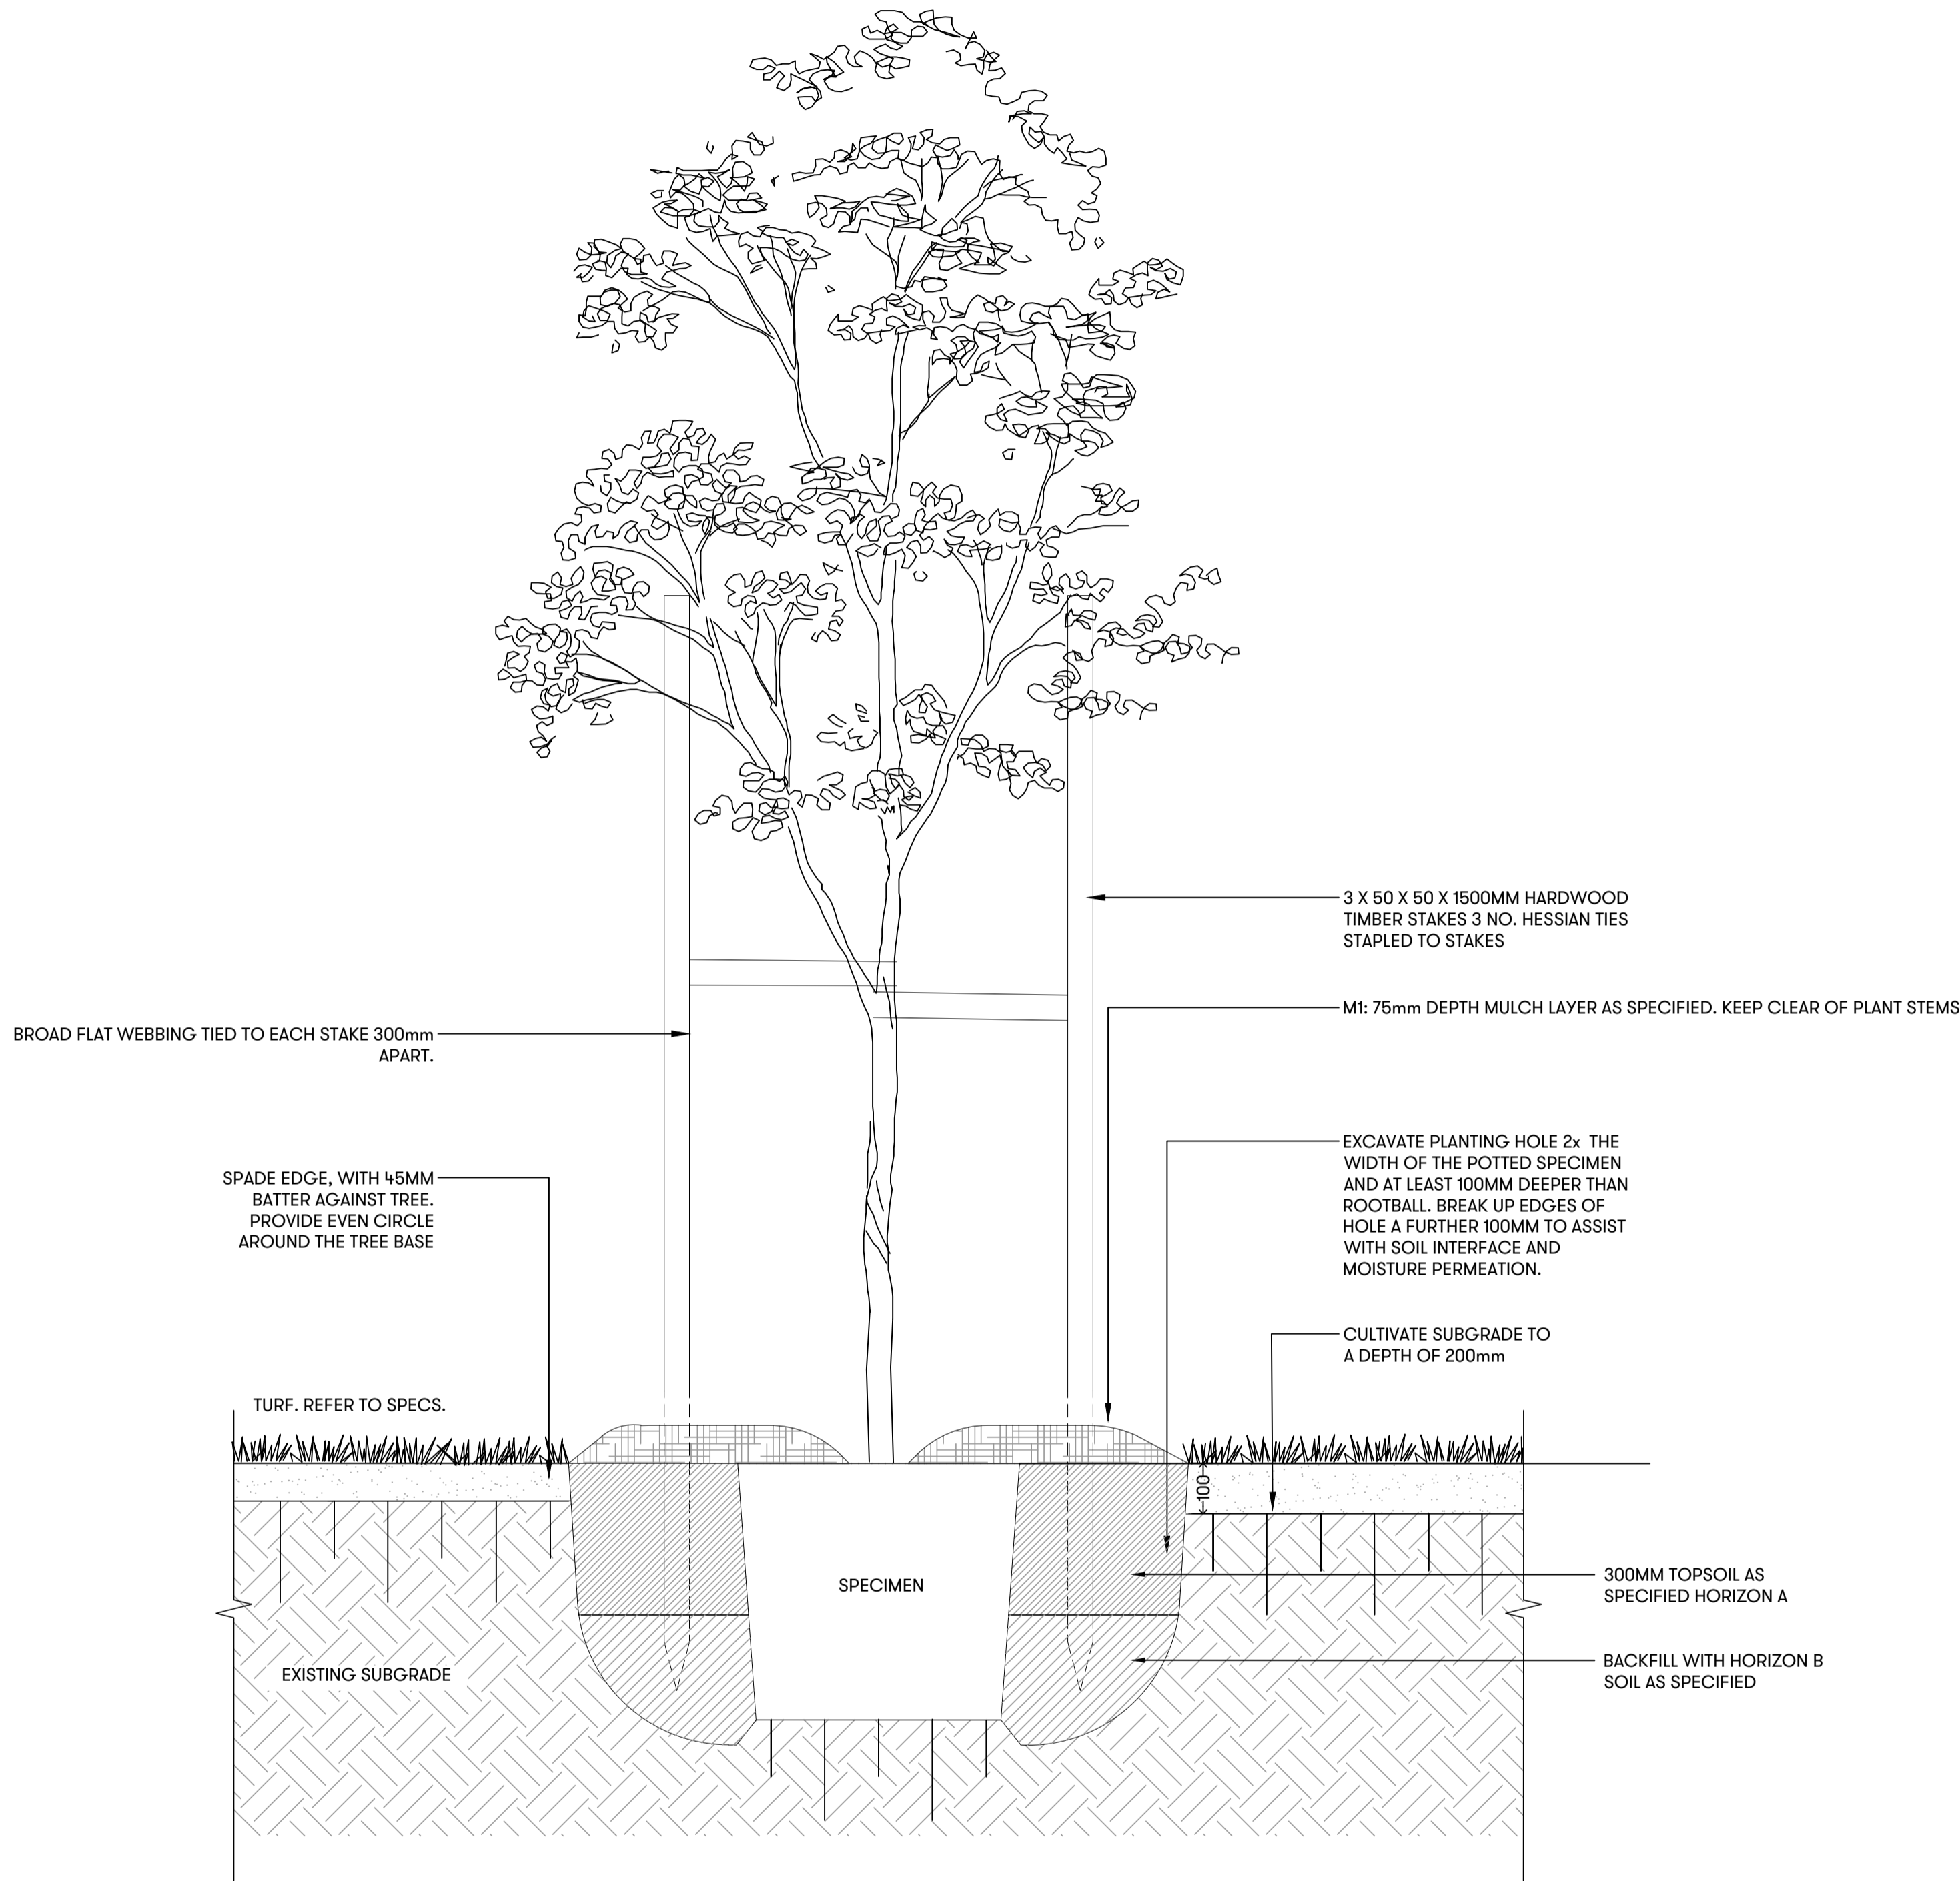 3 X 50 X 50 X 1500MM HARDWOOD
TIMBER STAKES 3 NO. HESSIAN TIES
STAPLED TO STAKES
M1: 75mm DEPTH MULCH LAYER AS SPECIFIED. KEEP CLEAR OF PLANT STEMS
BROAD FLAT WEBBING TIED TO EACH STAKE 300mm
APART.
EXCAVATE PLANTING HOLE 2x THE
WIDTH OF THE POTTED SPECIMEN
AND AT LEAST 100MM DEEPER THAN
ROOTBALL. BREAK UP EDGES OF
HOLE A FURTHER 100MM TO ASSIST
WITH SOIL INTERFACE AND
MOISTURE PERMEATION.
SPADE EDGE, WITH 45MM
BATTER AGAINST TREE.
PROVIDE EVEN CIRCLE
AROUND THE TREE BASE
CULTIVATE SUBGRADE TO
A DEPTH OF 200mm
TURF. REFER TO SPECS.
100
SPECIMEN
300MM TOPSOIL AS
SPECIFIED HORIZON A
EXISTING SUBGRADE
BACKFILL WITH HORIZON B
SOIL AS SPECIFIED